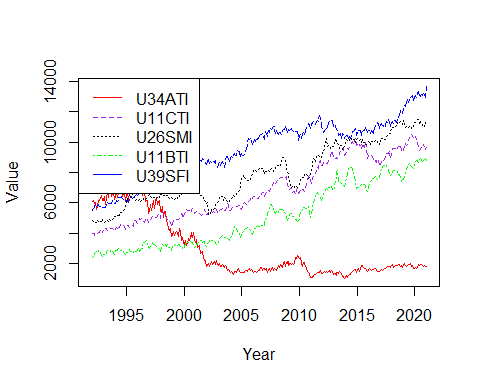 U34ATI
U11CTI
U26SMI
U11BTI
U39SFI
Value
2000
6000
10000
14000
1995
2000
2005
2010
2015
2020
Year